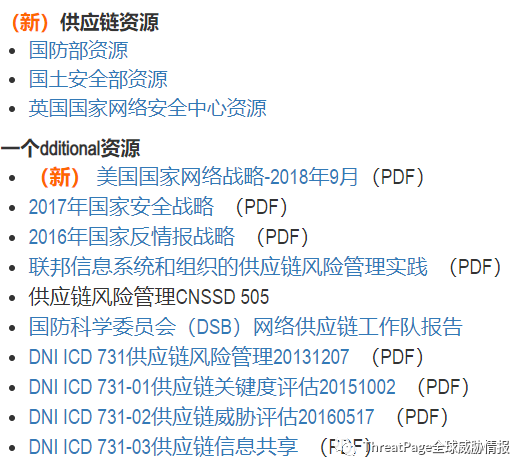 （新）供应链资源
国防部资源
国土安全部资源
英国国家网络安全中心资源
一个dditional资源
（新） 美国国家网络战略-2018年9月（PDF）
2017年国家安全战略 （PDF）
2016年国家反情报战略 （PDF）
联邦信息系统和组织的供应链风险管理实践 （PDF）
供应链风险管理CNSSD 505
国防科学委员会（DSB）网络供应链工作队报告
DNI ICD 731供应链风险管理20131207 （PDF）
DNI ICD 731-01供应链关键度评估20151002 （PDF）
DNI ICD 731-02供应链威胁评估20160517 （PDF）
DNI ICD 731-03供应链信息共享 （PDF）
ThreatPage全球威胁情报